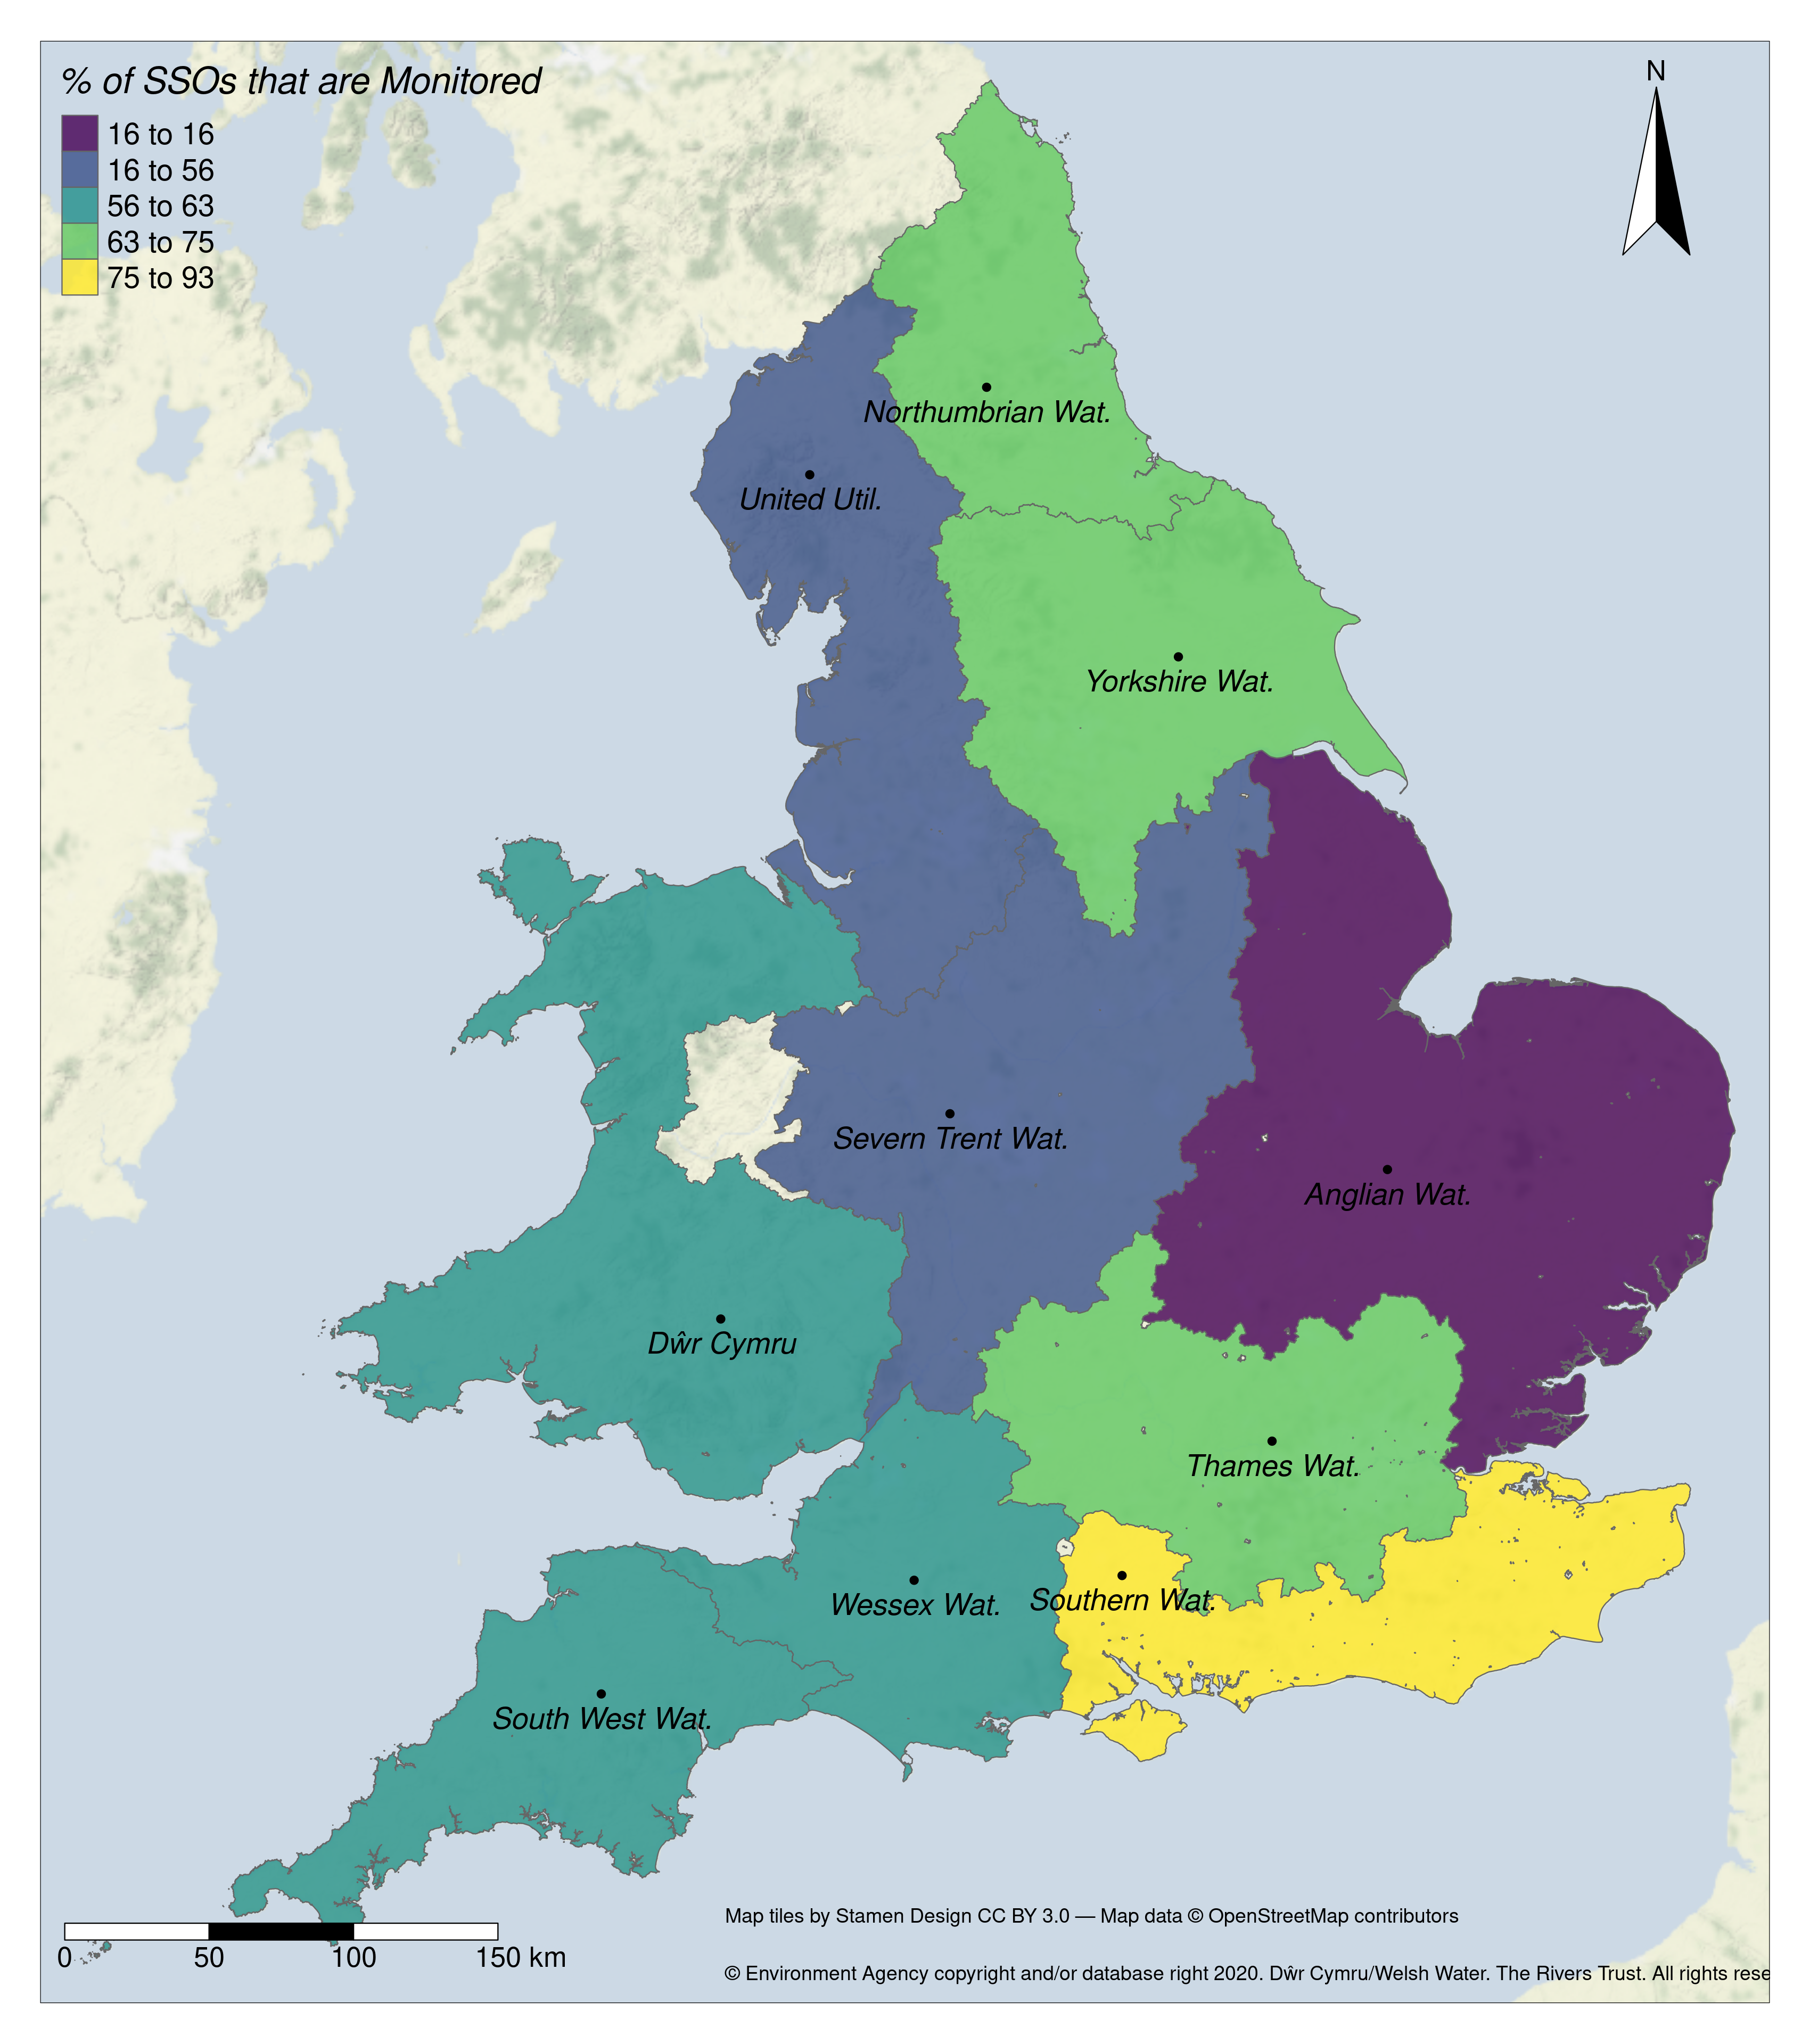 % of SSOs that are Monitored
N
16 to 16
16 to 56
56 to 63
63 to 75
75 to 93
Northumbrian Wat.
United Util.
Yorkshire Wat.
Severn Trent Wat.
Anglian Wat.
Dŵr Cymru
Thames Wat.
Wessex Wat.
Southern Wat.
South West Wat.
Map tiles by Stamen Design CC BY 3.0 — Map data © OpenStreetMap contributors
0 50 100 150 km
© Environment Agency copyright and/or database right 2020. Dŵr Cymru/Welsh Water. The Rivers Trust. All rights rese